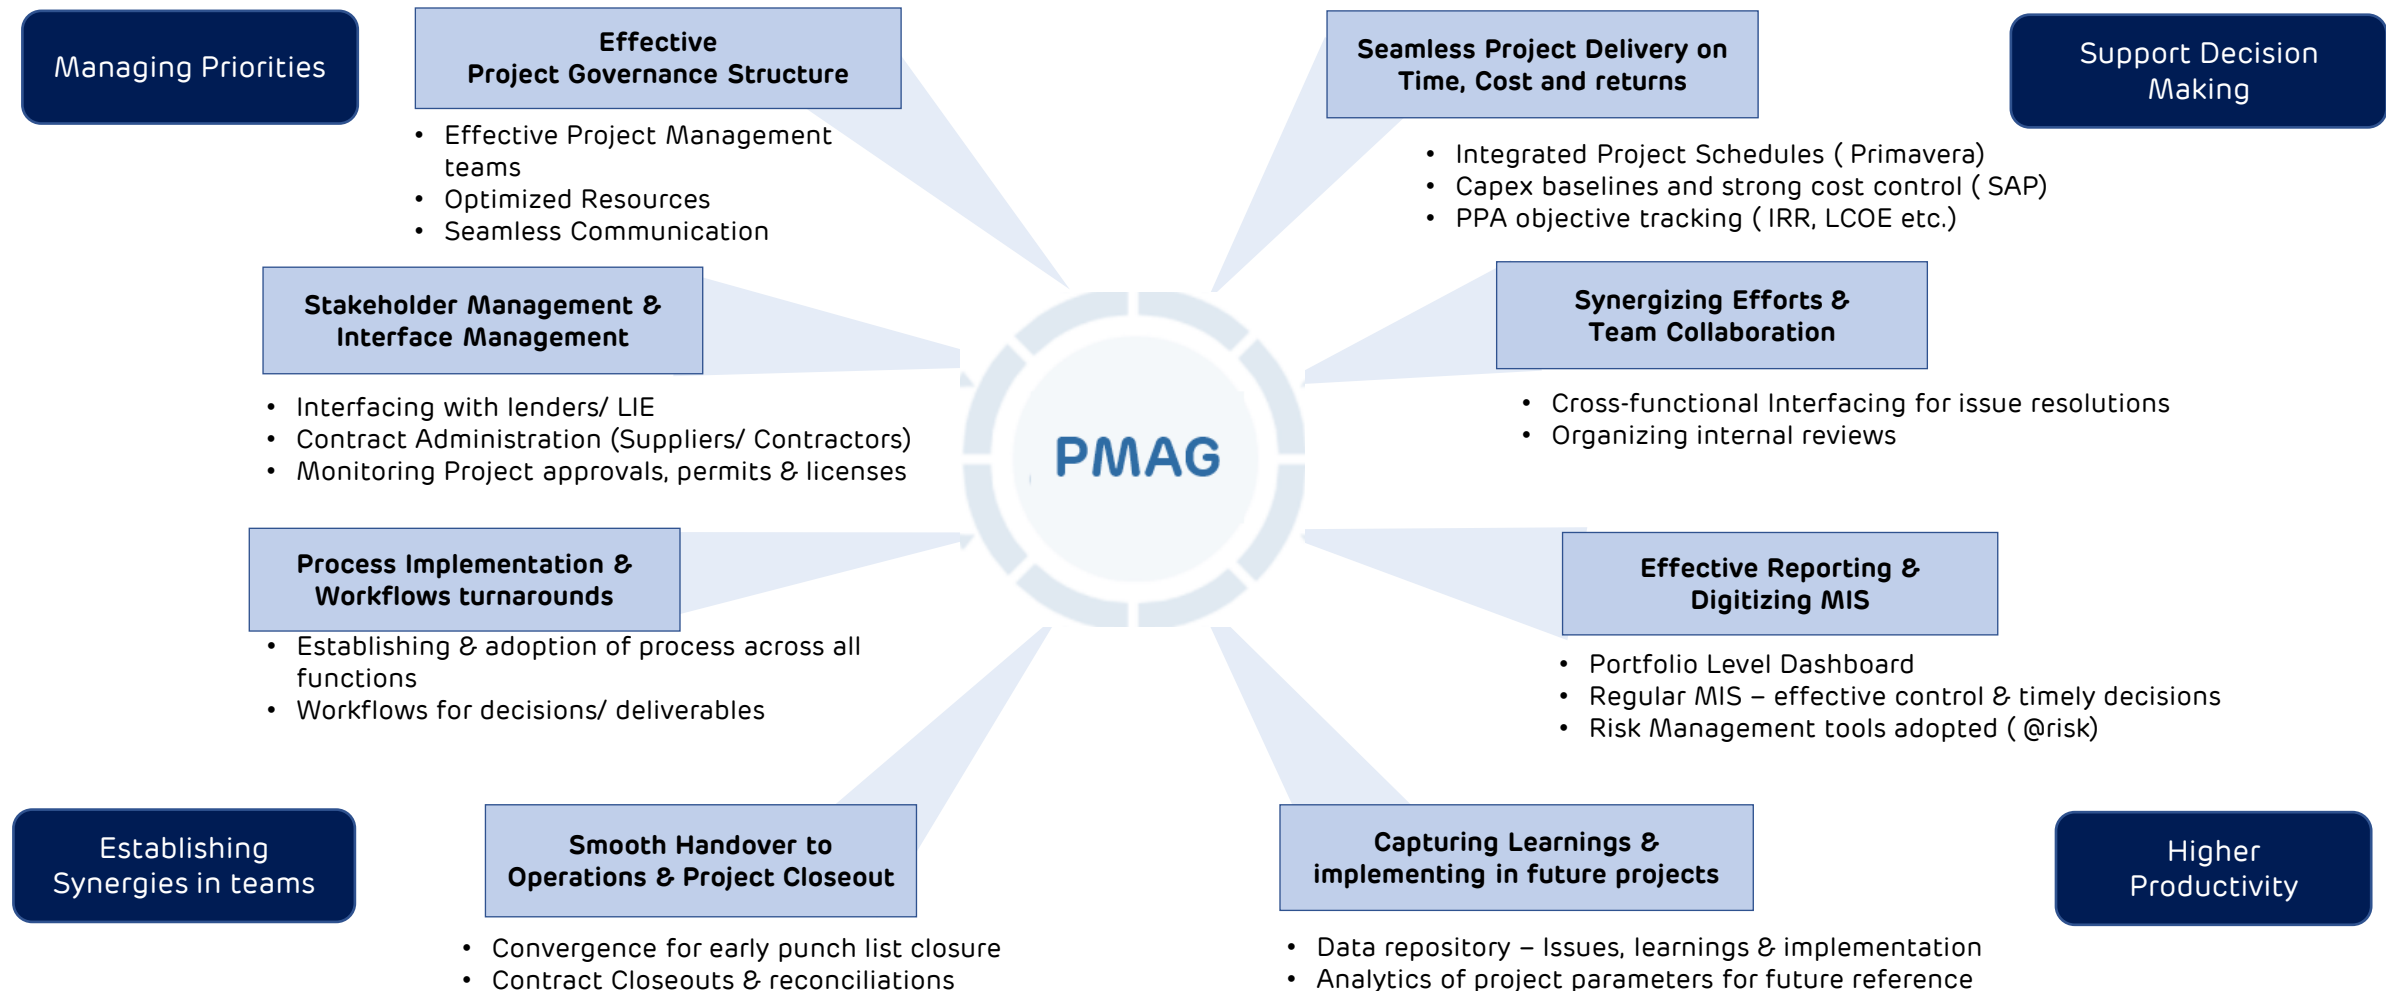 Managing Priorities
Effective
Project Governance Structure
• Effective Project Management
teams
• Optimized Resources
• Seamless Communication
Seamless Project Delivery on
Time, Cost and returns
• Integrated Project Schedules ( Primavera)
• Capex baselines and strong cost control ( SAP)
• PPA objective tracking ( IRR, LCOE etc.)
Support Decision
Making
Stakeholder Management &
Interface Management
• Interfacing with lenders/ LIE
• Contract Administration (Suppliers/ Contractors)
• Monitoring Project approvals, permits & licenses
Synergizing Efforts &
Team Collaboration
• Cross-functional Interfacing for issue resolutions
• Organizing internal reviews
PMAG
Process Implementation &
Workflows turnarounds
• Establishing & adoption of process across all
functions
• Workflows for decisions/ deliverables
Effective Reporting &
Digitizing MIS
• Portfolio Level Dashboard
• Regular MIS – effective control & timely decisions
• Risk Management tools adopted ( @risk)
Establishing
Synergies in teams
Smooth Handover to
Operations & Project Closeout
• Convergence for early punch list closure
• Contract Closeouts & reconciliations
Capturing Learnings &
implementing in future projects
• Data repository – Issues, learnings & implementation
• Analytics of project parameters for future reference
Higher
Productivity